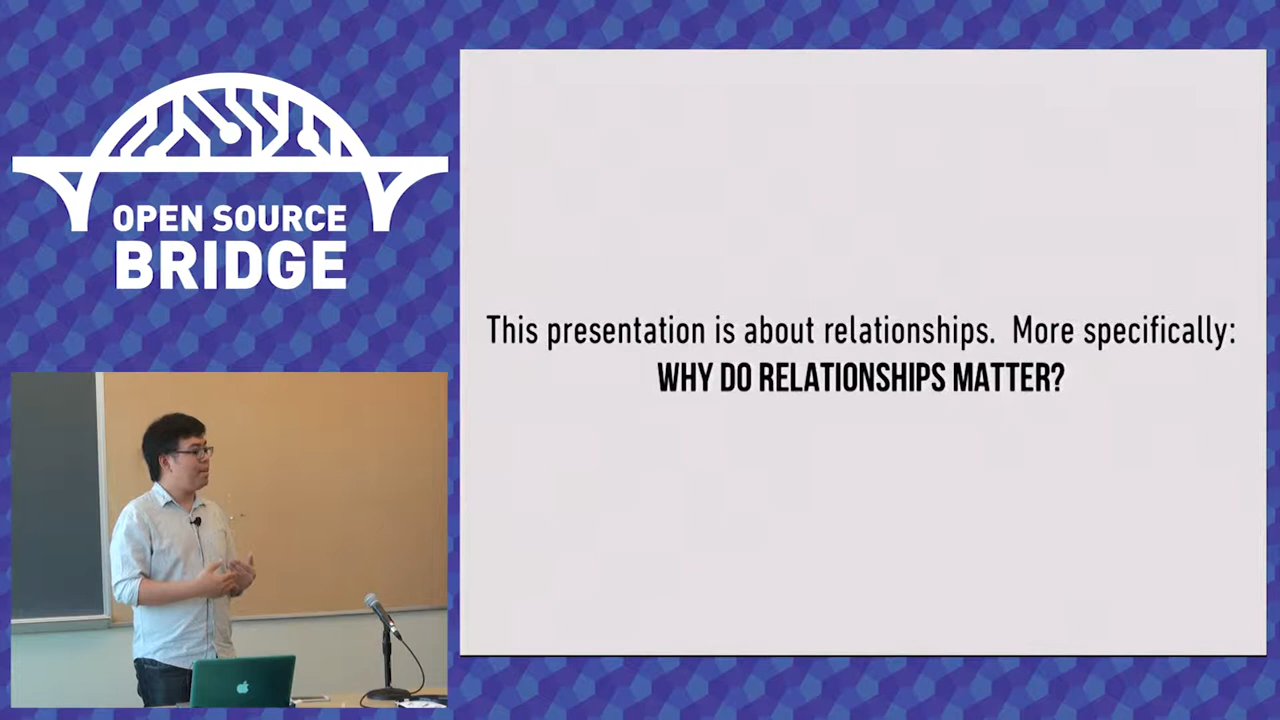 OPEN SOURCE
BRIDGE
This presentation is about relationships.  More specifically:
WHY DO RELATIONSHIPS MATTER?